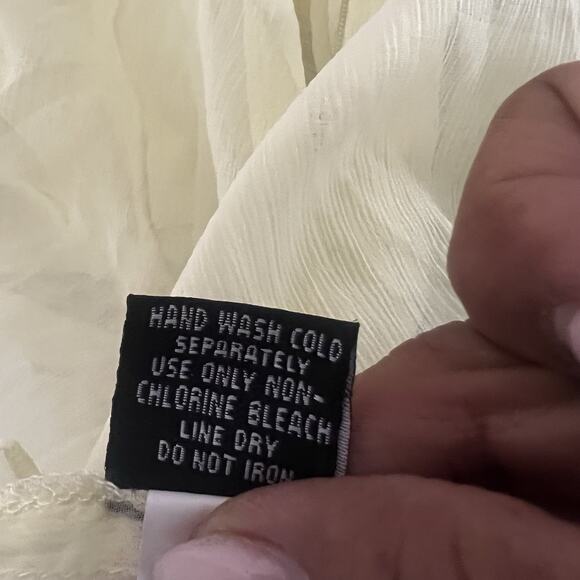 HAND WASH COLD
SEPARATELY
USE ONLY NON-
CHLORINE BLEACH
LINE DRY
DO NOT IRON